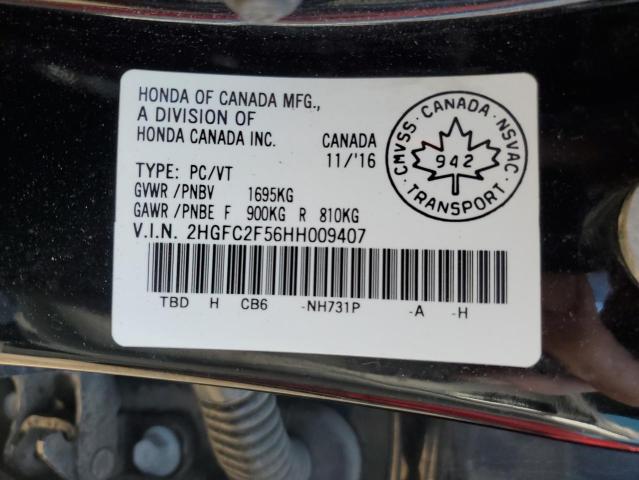 HONDA OF CANADA MFG.,
A DIVISION OF
HONDA CANADA INC. CANADA
11/'16
TYPE: PC/VT
GVWR /PNBV 1695KG
GAWR /PNBE F 900KG R 810KG
V.I.N. 2HGFC2F56HH009407
TBD H CB6 -NH731P -A -H
CMVSS · CANADA · NSVAC
942
TRANSPORT